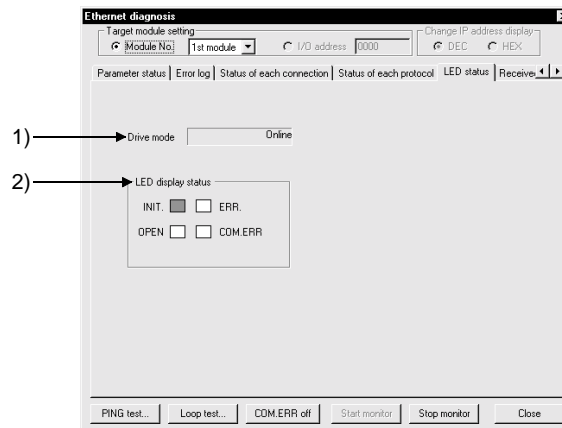 Ethernet diagnosis
Target module setting
Module No. 1st module I/O address 0000
Change IP address display
DEC HEX
Parameter status Error log Status of each connection Status of each protocol LED status Receive
1) Drive mode Online
2) LED display status
INIT. ERR.
OPEN COM.ERR
PING test... Loop test... COM.ERR off Start monitor Stop monitor Close